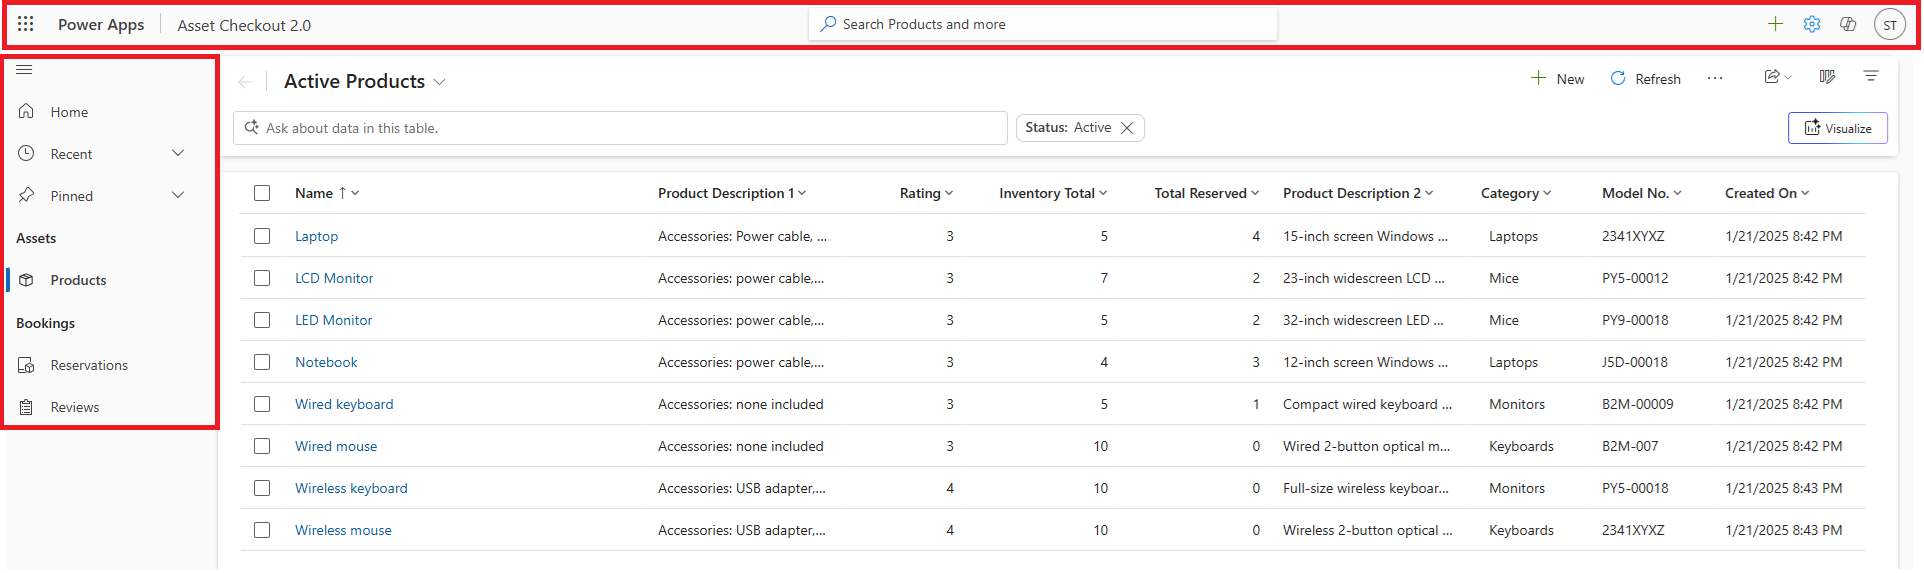 Power Apps Asset Checkout 2.0 Search Products and more ST
Home
Recent
Pinned
Assets
Products
Bookings
Reservations
Reviews
Active Products New Refresh ...
Ask about data in this table. Status: Active Visualize
Name ↑ Product Description 1 Rating Inventory Total Total Reserved Product Description 2 Category Model No. Created On
Laptop Accessories: Power cable, ... 3 5 4 15-inch screen Windows ... Laptops 2341XYXZ 1/21/2025 8:42 PM
LCD Monitor Accessories: power cable,... 3 7 2 23-inch widescreen LCD ... Mice PY5-00012 1/21/2025 8:42 PM
LED Monitor Accessories: power cable,... 3 5 2 32-inch widescreen LED ... Mice PY9-00018 1/21/2025 8:42 PM
Notebook Accessories: power cable,... 3 4 3 12-inch screen Windows ... Laptops J5D-00018 1/21/2025 8:42 PM
Wired keyboard Accessories: none included 3 5 1 Compact wired keyboard ... Monitors B2M-00009 1/21/2025 8:42 PM
Wired mouse Accessories: none included 3 10 0 Wired 2-button optical m... Keyboards B2M-007 1/21/2025 8:42 PM
Wireless keyboard Accessories: USB adapter,... 4 10 0 Full-size wireless keyboar... Monitors PY5-00018 1/21/2025 8:43 PM
Wireless mouse Accessories: USB adapter,... 4 10 0 Wireless 2-button optical ... Keyboards 2341XYXZ 1/21/2025 8:43 PM